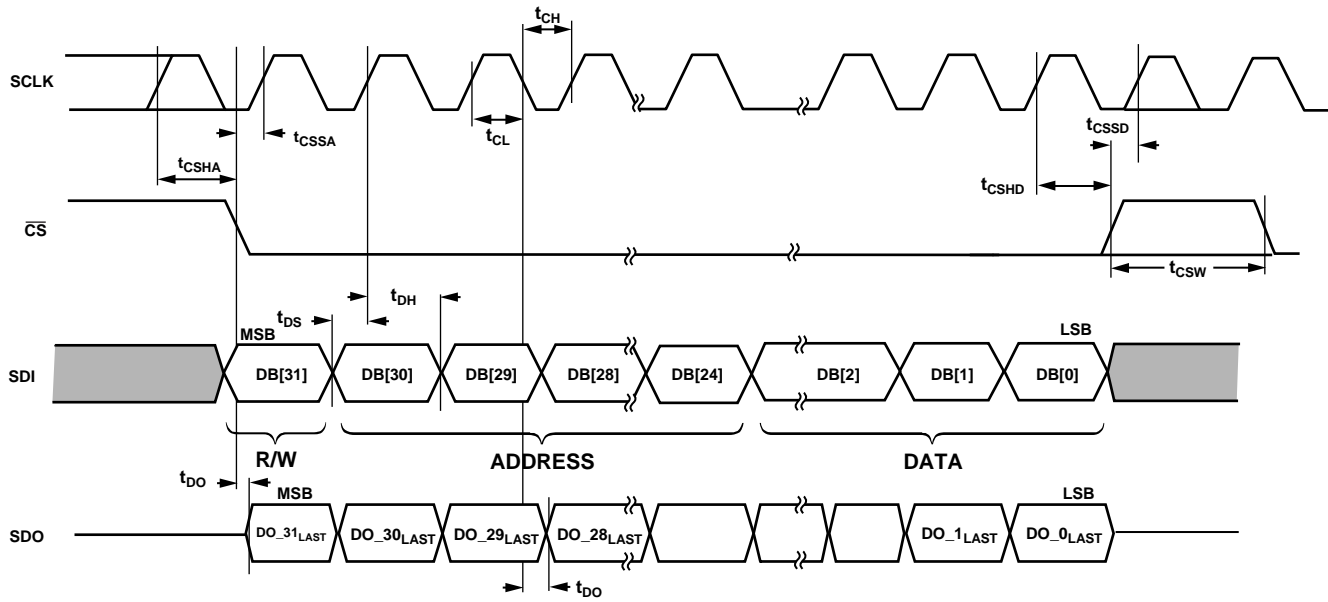 tCH
SCLK
tCSSA
tCL
tCSSD
tCSHA
tCSHD
CS
tCSW
tDS
tDH
MSB
LSB
SDI
DB[31]
DB[30]
DB[29]
DB[28]
DB[24]
DB[2]
DB[1]
DB[0]
R/W
ADDRESS
DATA
tDO
MSB
LSB
SDO
DO_31LAST
DO_30LAST
DO_29LAST
DO_28LAST
DO_1LAST
DO_0LAST
tDO